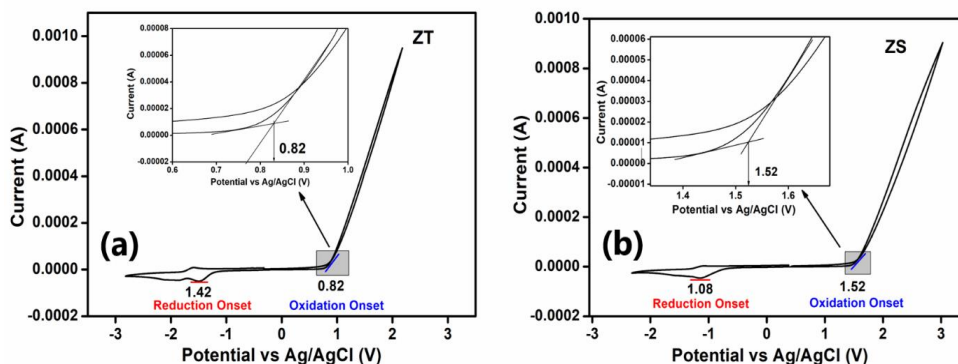 (a)
ZT
Current (A)
0.0010
0.0008
0.0006
0.0004
0.0002
0.0000
-0.0002
-3 -2 -1 0 1 2 3
Potential vs Ag/AgCl (V)
Current (A)
0.00008
0.00006
0.00004
0.00002
0.00000
-0.00002
0.6 0.7 0.8 0.9 1.0
Potential vs Ag/AgCl (V)
0.82
1.42
Reduction Onset
0.82
Oxidation Onset
(b)
ZS
Current (A)
0.0010
0.0008
0.0006
0.0004
0.0002
0.0000
-0.0002
-3 -2 -1 0 1 2 3
Potential vs Ag/AgCl (V)
Current (A)
0.00006
0.00005
0.00004
0.00003
0.00002
0.00001
0.00000
-0.00001
1.4 1.5 1.6
Potential vs Ag/AgCl (V)
1.52
1.08
Reduction Onset
1.52
Oxidation Onset